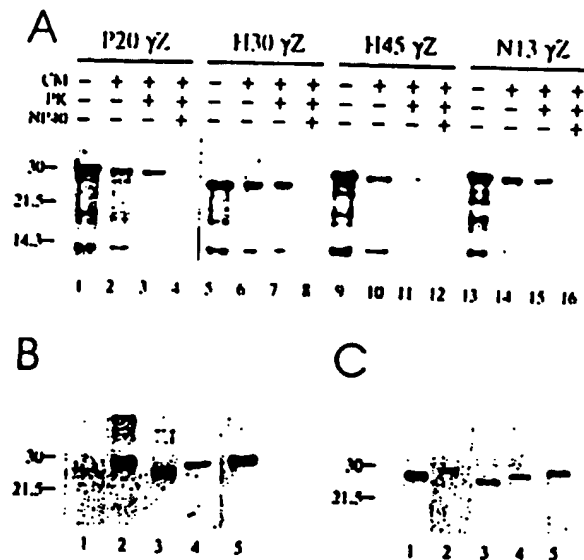 A
P20 γZ H30 γZ H45 γZ N13 γZ
CM − + + + − + + + − + + + − + + +
PK − − + + − − + + − − + + − − + +
NP40 − − − + − − − + − − − + − − − +
30−
21.5−
14.3−
1 2 3 4 5 6 7 8 9 10 11 12 13 14 15 16
B C
30−
21.5−
1 2 3 4 5
30−
21.5−
1 2 3 4 5